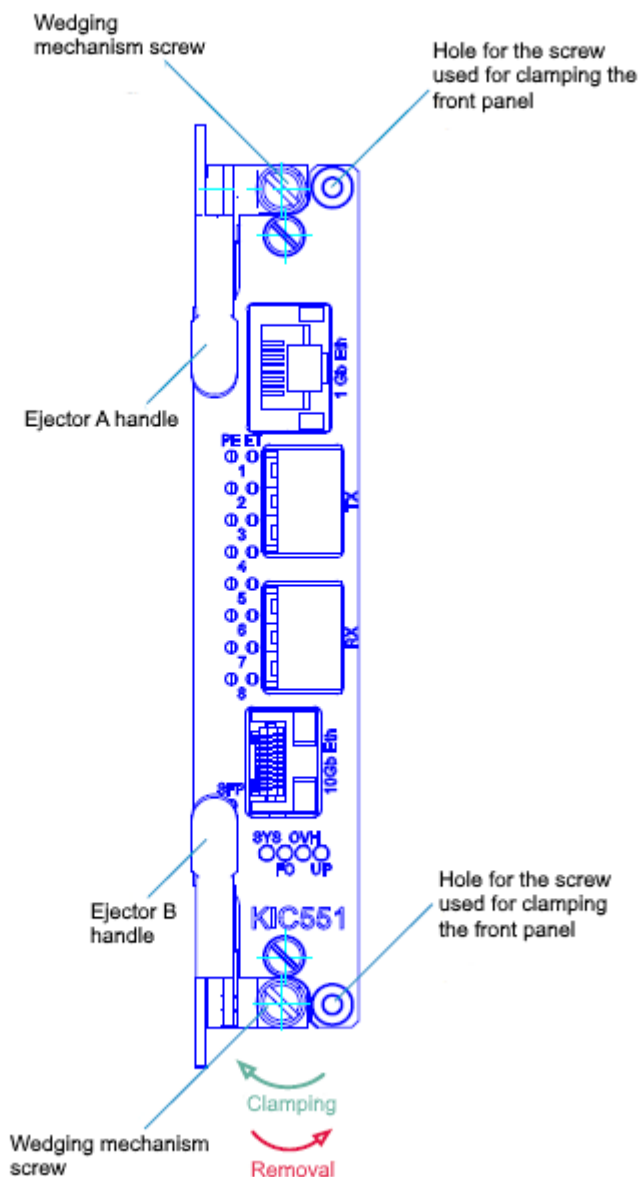 Wedging
mechanism screw
Hole for the screw
used for clamping the
front panel
1 Gb Eth
Ejector A handle
PE ET
1
2
TX
3
4
5
6
RX
7
8
10Gb Eth
SFP
SYS OVH
FO UP
Hole for the screw
used for clamping
the front panel
Ejector B
handle
KIC551
Clamping
Wedging mechanism
screw
Removal